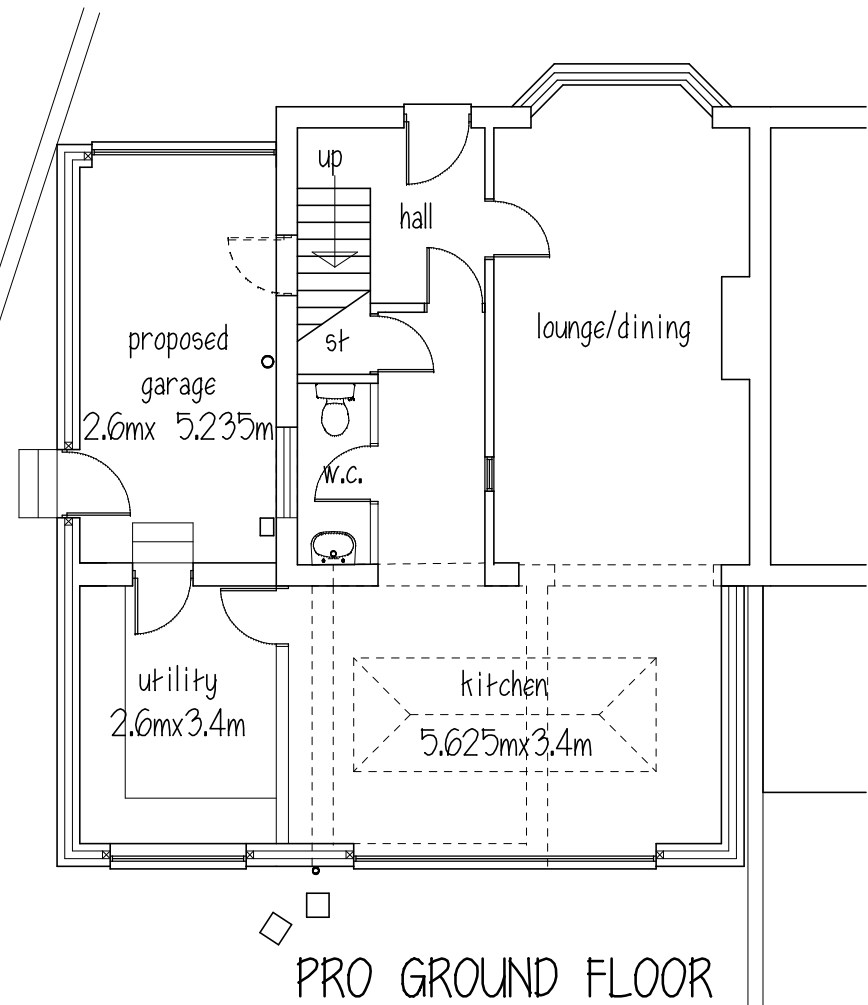 up
hall
lounge/dining
proposed
garage
2.6mx 5.235m
st
w.c.
utility
2.6mx3.4m
kitchen
5.625mx3.4m
PRO GROUND FLOOR